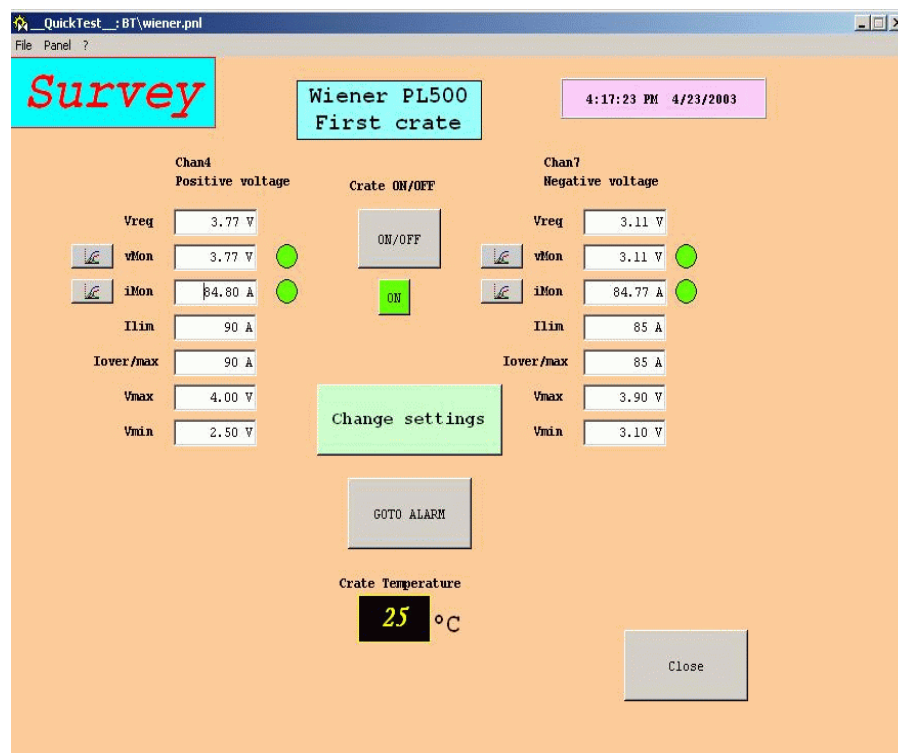 __QuickTest__: BT\wiener.pnl
File Panel ?
Survey
Wiener PL500
First crate
4:17:23 PM 4/23/2003
Chan4
Positive voltage
Crate ON/OFF
Chan7
Negative voltage
Vreq 3.77 V
ON/OFF
Vreq 3.11 V
vMon 3.77 V
vMon 3.11 V
iMon 84.80 A
ON
iMon 84.77 A
Ilim 90 A
Ilim 85 A
Iover/max 90 A
Iover/max 85 A
Vmax 4.00 V
Vmax 3.90 V
Change settings
Vmin 2.50 V
Vmin 3.10 V
GOTO ALARM
Crate Temperature
25 °C
Close